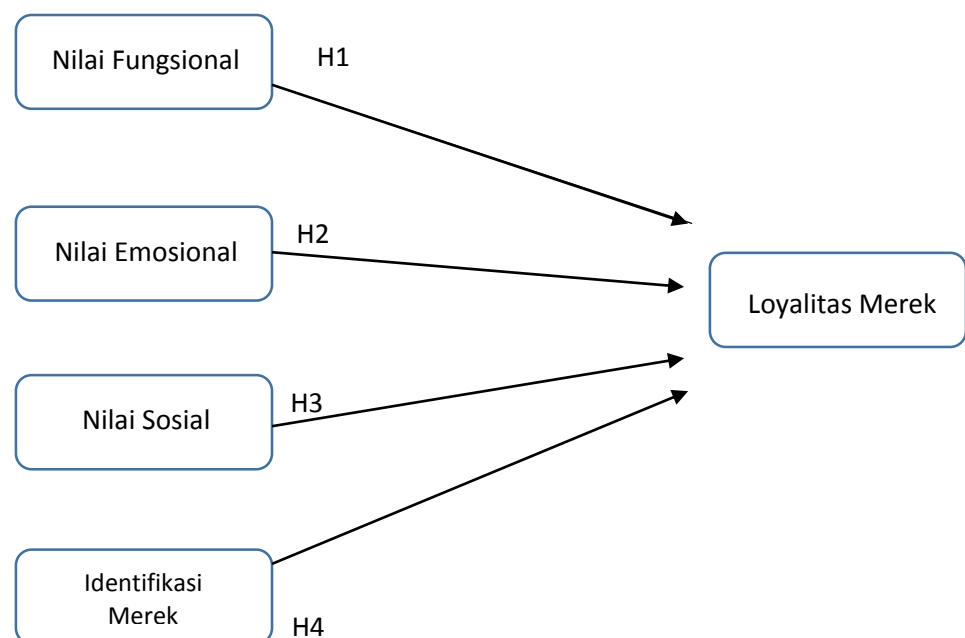 Nilai Fungsional
H1
Nilai Emosional
H2
Loyalitas Merek
Nilai Sosial
H3
Identifikasi
Merek
H4